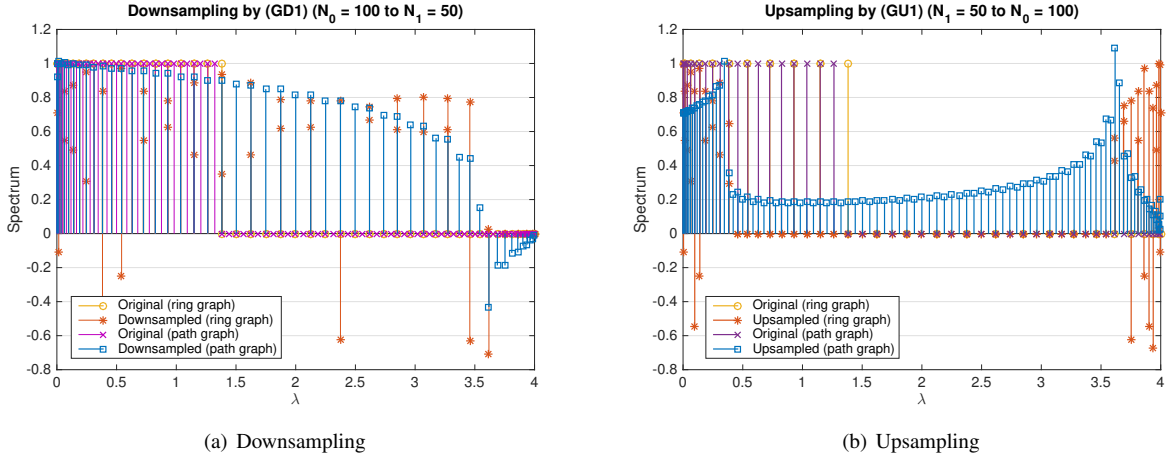 Downsampling by (GD1) (N_0 = 100 to N_1 = 50)
1.2
1
0.8
0.6
0.4
0.2
0
-0.2
-0.4
-0.6
-0.8
Spectrum
Original (ring graph)
Downsampled (ring graph)
Original (path graph)
Downsampled (path graph)
0 0.5 1 1.5 2 2.5 3 3.5 4
λ
(a) Downsampling
Upsampling by (GU1) (N_1 = 50 to N_0 = 100)
1.2
1
0.8
0.6
0.4
0.2
0
-0.2
-0.4
-0.6
-0.8
Spectrum
Original (ring graph)
Upsampled (ring graph)
Original (path graph)
Upsampled (path graph)
0 0.5 1 1.5 2 2.5 3 3.5 4
λ
(b) Upsampling